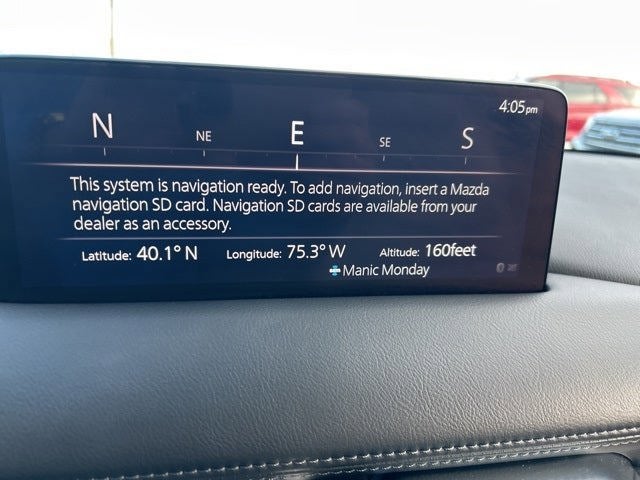 4:05pm
N NE E SE S
This system is navigation ready. To add navigation, insert a Mazda
navigation SD card. Navigation SD cards are available from your
dealer as an accessory.
Latitude: 40.1° N Longitude: 75.3° W Altitude: 160feet
Manic Monday